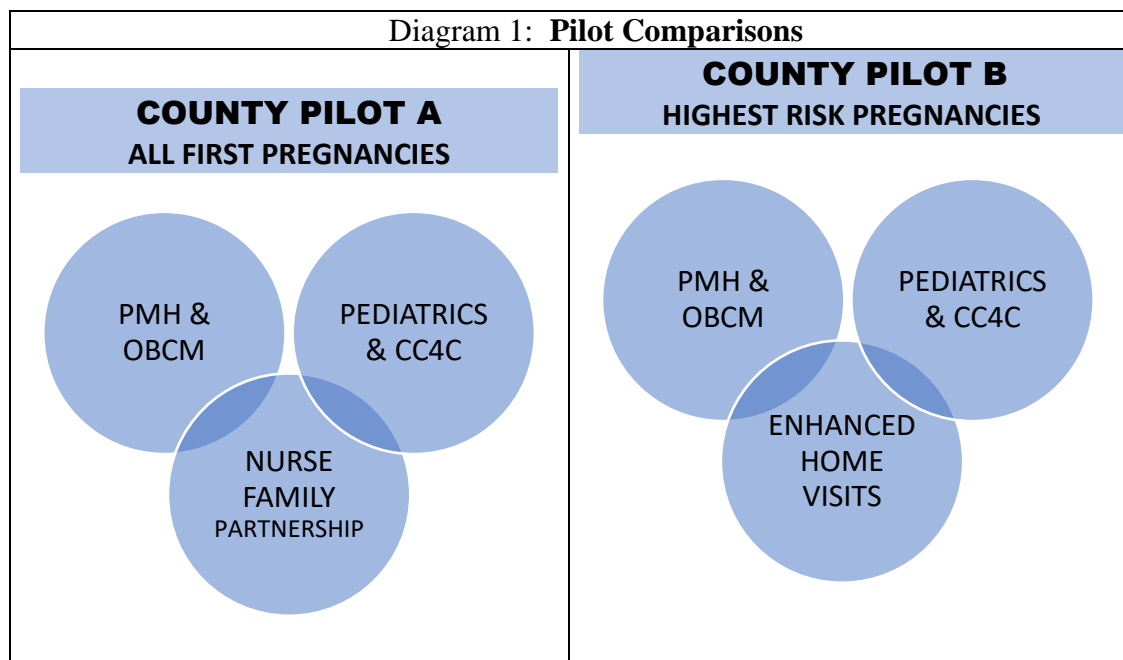 Diagram 1: Pilot Comparisons
COUNTY PILOT A
ALL FIRST PREGNANCIES
PMH &
OBCM
PEDIATRICS
& CC4C
NURSE
FAMILY
PARTNERSHIP
COUNTY PILOT B
HIGHEST RISK PREGNANCIES
PMH &
OBCM
PEDIATRICS
& CC4C
ENHANCED
HOME
VISITS